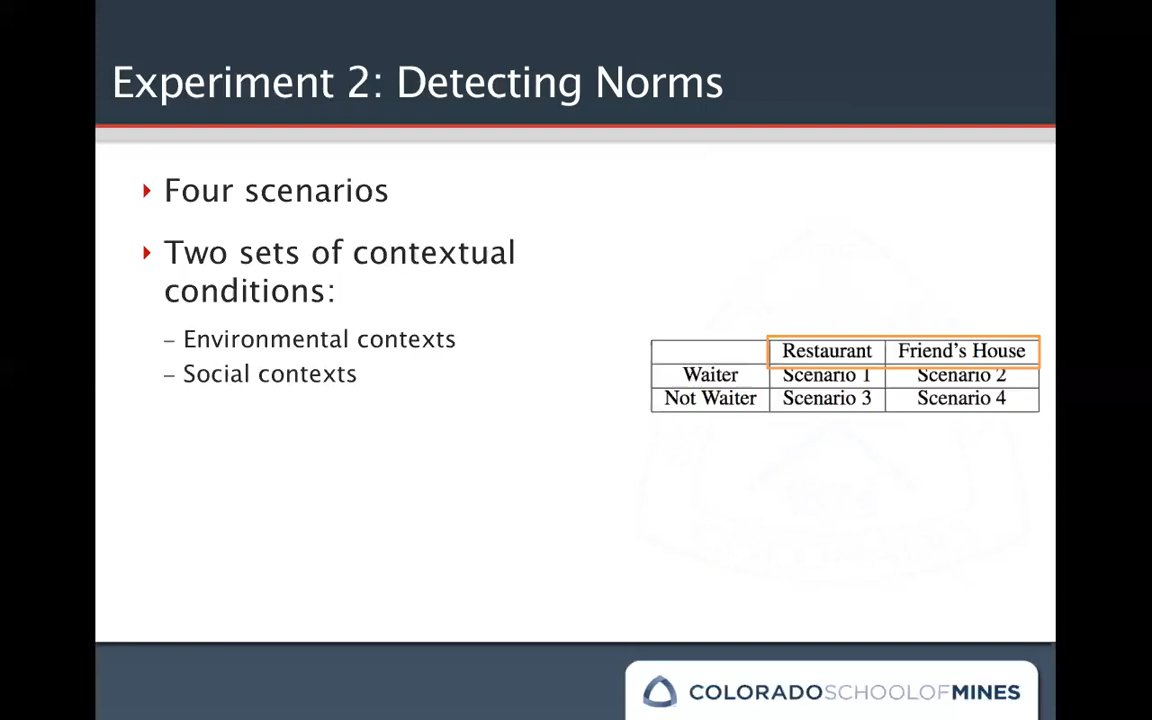 Experiment 2: Detecting Norms
Four scenarios
Two sets of contextual
conditions:
– Environmental contexts
– Social contexts
Restaurant Friend's House
Waiter Scenario 1 Scenario 2
Not Waiter Scenario 3 Scenario 4
COLORADOSCHOOLOFMINES